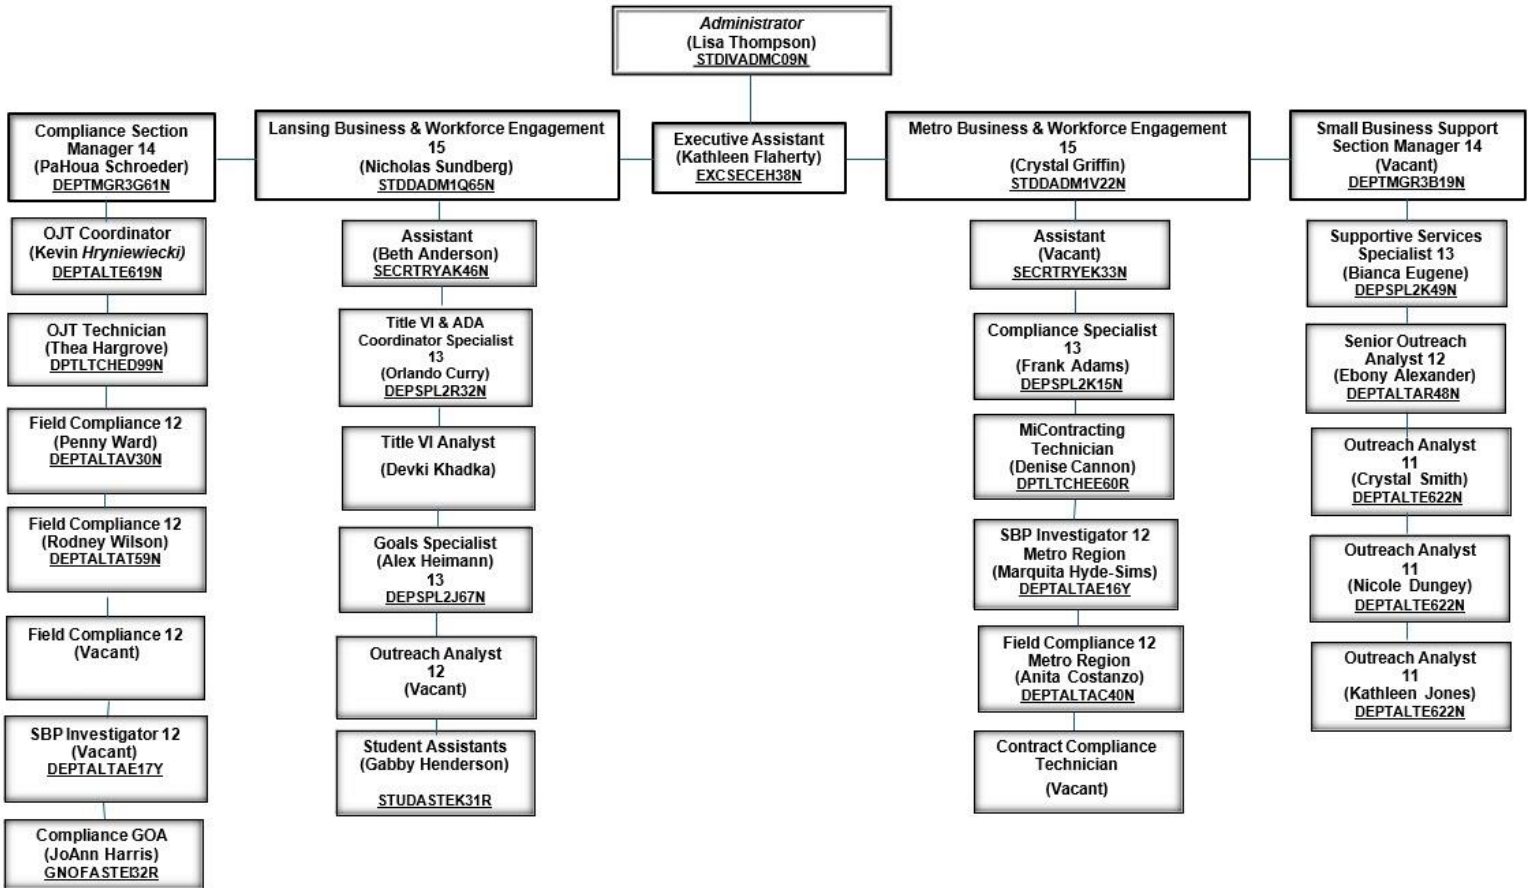 Administrator
(Lisa Thompson)
STDIVADMC09N
Compliance Section
Manager 14
(PaHoua Schroeder)
DEPTMGR3G61N
Lansing Business & Workforce Engagement
15
(Nicholas Sundberg)
STDDADM1Q65N
Executive Assistant
(Kathleen Flaherty)
EXCSECEH38N
Metro Business & Workforce Engagement
15
(Crystal Griffin)
STDDADM1V22N
Small Business Support
Section Manager 14
(Vacant)
DEPTMGR3B19N
OJT Coordinator
(Kevin Hryniewiecki)
DEPTALTE619N
OJT Technician
(Thea Hargrove)
DPTLTCHED99N
Field Compliance 12
(Penny Ward)
DEPTALTAV30N
Field Compliance 12
(Rodney Wilson)
DEPTALTAT59N
Field Compliance 12
(Vacant)
SBP Investigator 12
(Vacant)
DEPTALTAE17Y
Compliance GOA
(JoAnn Harris)
GNOFASTEI32R
Assistant
(Beth Anderson)
SECRTRYAK46N
Title VI & ADA
Coordinator Specialist
13
(Orlando Curry)
DEPSPL2R32N
Title VI Analyst
(Devki Khadka)
Goals Specialist
(Alex Heimann)
13
DEPSPL2J67N
Outreach Analyst
12
(Vacant)
Student Assistants
(Gabby Henderson)
STUDASTEK31R
Assistant
(Vacant)
SECRTRYEK33N
Compliance Specialist
13
(Frank Adams)
DEPSPL2K15N
MiContracting
Technician
(Denise Cannon)
DPTLTCHEE60R
SBP Investigator 12
Metro Region
(Marquita Hyde-Sims)
DEPTALTAE16Y
Field Compliance 12
Metro Region
(Anita Costanzo)
DEPTALTAC40N
Contract Compliance
Technician
(Vacant)
Supportive Services
Specialist 13
(Bianca Eugene)
DEPSPL2K49N
Senior Outreach
Analyst 12
(Ebony Alexander)
DEPTALTAR48N
Outreach Analyst
11
(Crystal Smith)
DEPTALTE622N
Outreach Analyst
11
(Nicole Dungey)
DEPTALTE622N
Outreach Analyst
11
(Kathleen Jones)
DEPTALTE622N